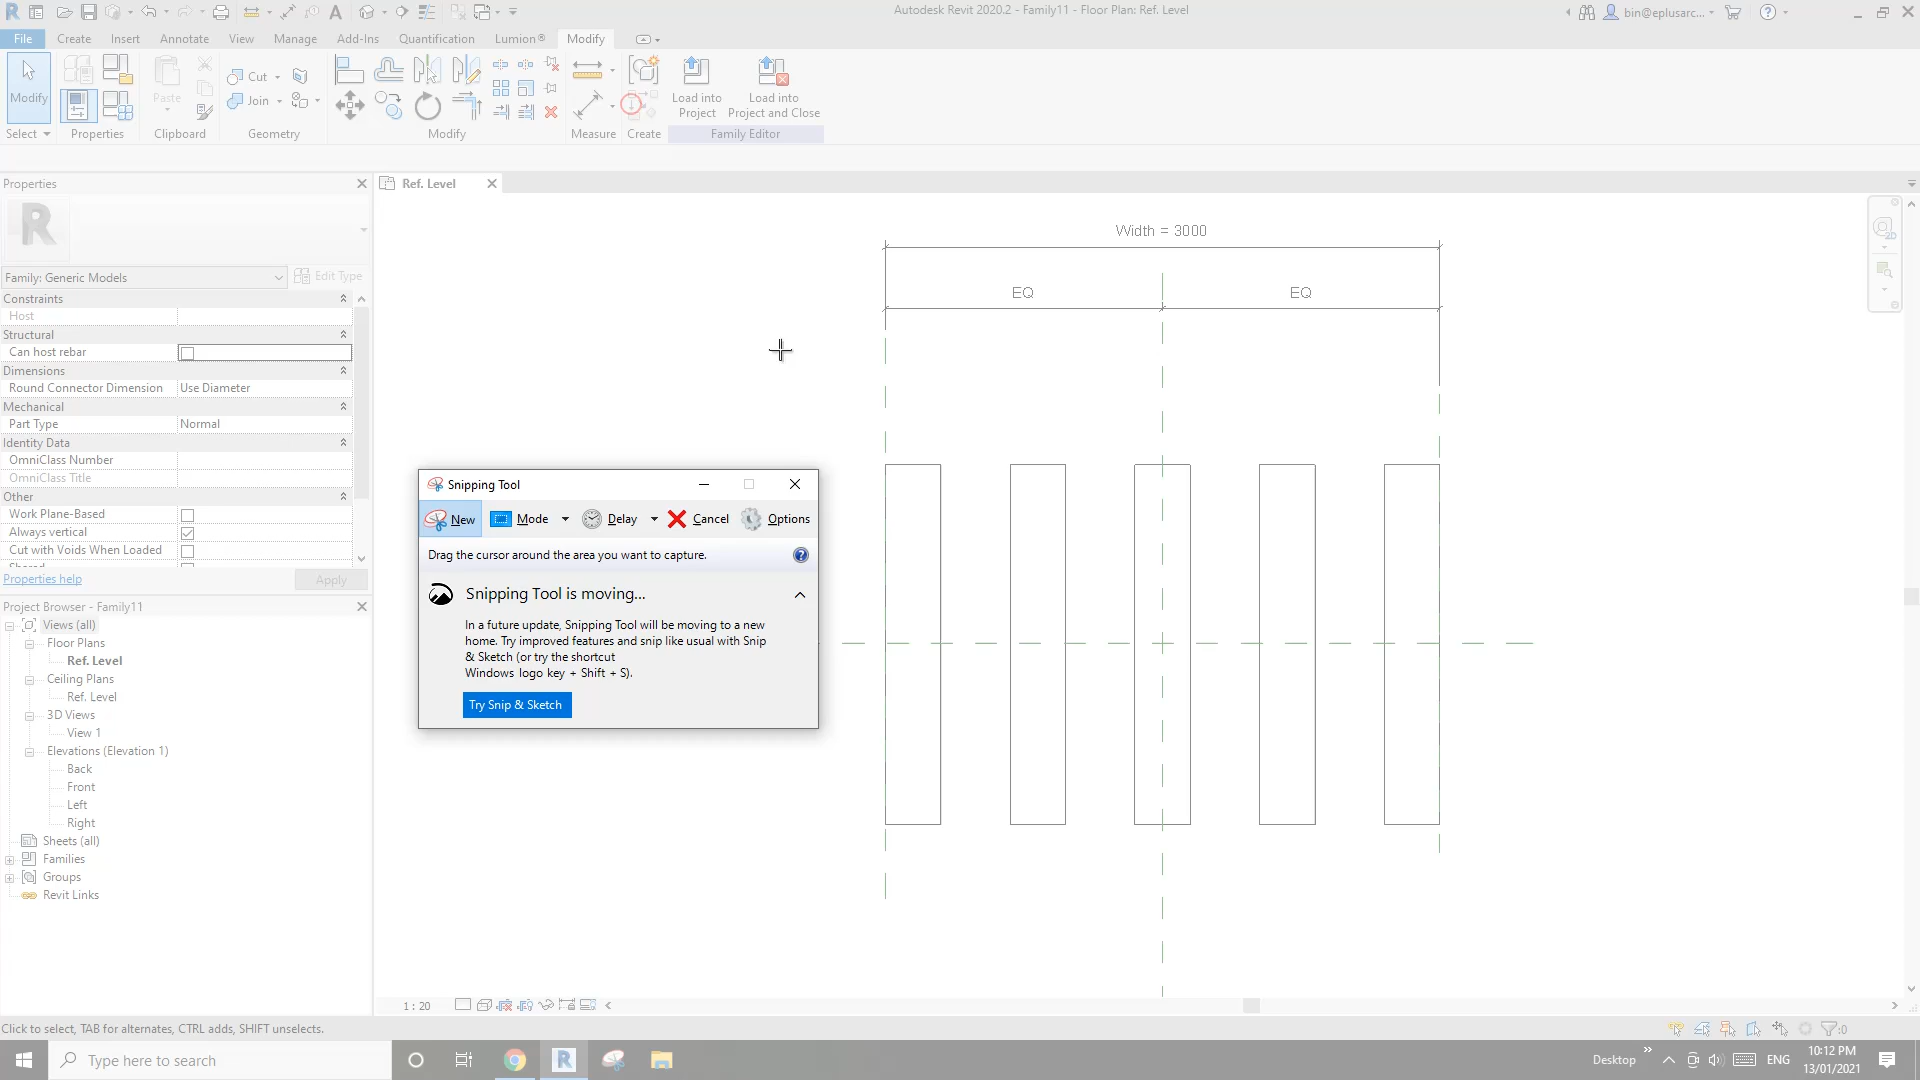 Autodesk Revit 2020.2 - Family11 - Floor Plan: Ref. Level
bin@eplusarc...
File
Create
Insert
Annotate
View
Manage
Add-Ins
Quantification
Lumion®
Modify
Modify
Paste
Cut
Join
Load into
Project
Load into
Project and Close
Select
Properties
Clipboard
Geometry
Modify
Measure
Create
Family Editor
Properties
R
Family: Generic Models
Edit Type
Constraints
Host
Structural
Can host rebar
Dimensions
Round Connector Dimension
Use Diameter
Mechanical
Part Type
Normal
Identity Data
OmniClass Number
OmniClass Title
Other
Work Plane-Based
Always vertical
Cut with Voids When Loaded
Shared
Properties help
Apply
Project Browser - Family11
Views (all)
Floor Plans
Ref. Level
Ceiling Plans
Ref. Level
3D Views
View 1
Elevations (Elevation 1)
Back
Front
Left
Right
Sheets (all)
Families
Groups
Revit Links
Ref. Level
Width = 3000
EQ
EQ
2D
Snipping Tool
New
Mode
Delay
Cancel
Options
Drag the cursor around the area you want to capture.
Snipping Tool is moving...
In a future update, Snipping Tool will be moving to a new
home. Try improved features and snip like usual with Snip
& Sketch (or try the shortcut
Windows logo key + Shift + S).
Try Snip & Sketch
1 : 20
Click to select, TAB for alternates, CTRL adds, SHIFT unselects.
:0
Type here to search
Desktop
ENG
10:12 PM
13/01/2021